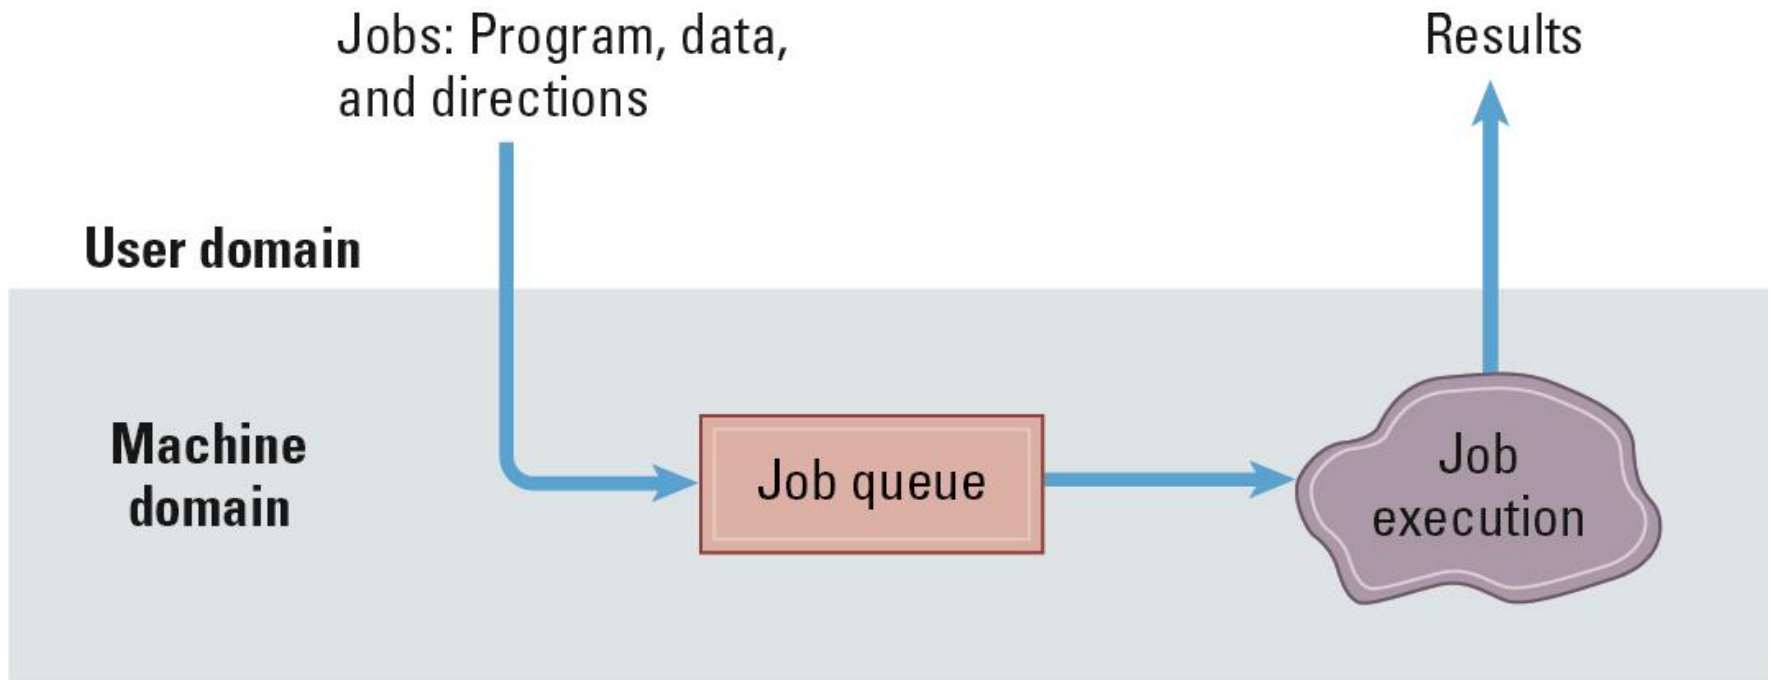 Jobs: Program, data,
and directions
Results
User domain
Machine
domain
Job queue
Job
execution